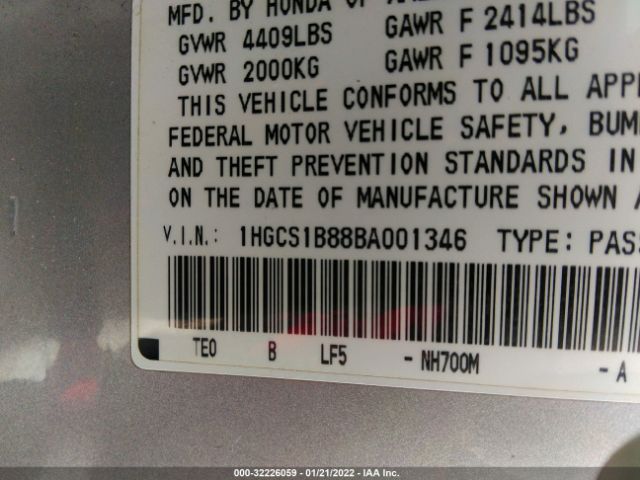 MFD. BY HONDA OF
GVWR 4409LBS GAWR F 2414LBS
GVWR 2000KG GAWR F 1095KG
THIS VEHICLE CONFORMS TO ALL APPL
FEDERAL MOTOR VEHICLE SAFETY, BUM
AND THEFT PREVENTION STANDARDS IN
ON THE DATE OF MANUFACTURE SHOWN A
V.I.N.: 1HGCS1B88BA001346 TYPE: PASS
TE0 B LF5 - NH700M - A
000-32226059 - 01/21/2022 - IAA Inc.